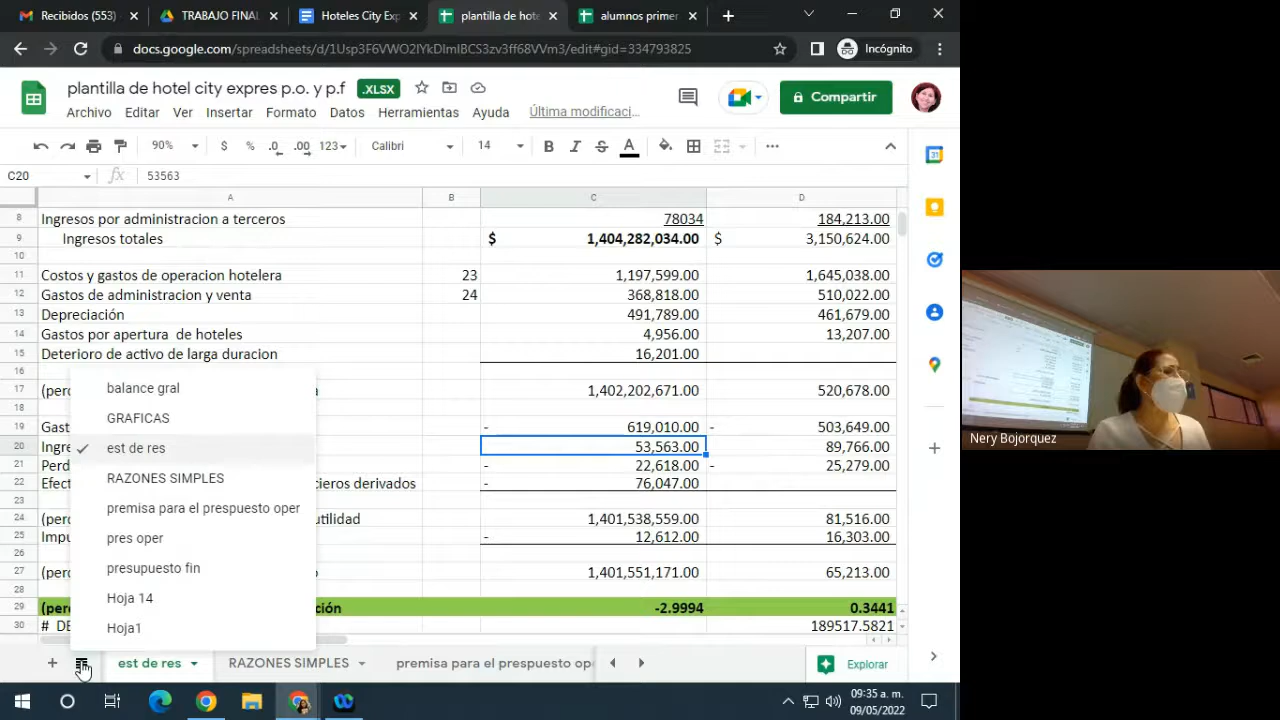 Recibidos (553)
TRABAJO FINAL
Hoteles City Exp
plantilla de hote
alumnos primer
docs.google.com/spreadsheets/d/1Usp3F6VWO2IYkDlmIBCS3zv3ff68VVm3/edit#gid=334793825
Incógnito
plantilla de hotel city expres p.o. y p.f .XLSX
Archivo Editar Ver Insertar Formato Datos Herramientas Ayuda Última modificaci...
Compartir
90% $ % .0 .00 123 Calibri 14 B I S A
C20 fx 53563
A B C D
8 Ingresos por administracion a terceros 78034 184,213.00
9 Ingresos totales $ 1,404,282,034.00 $ 3,150,624.00
10
11 Costos y gastos de operacion hotelera 23 1,197,599.00 1,645,038.00
12 Gastos de administracion y venta 24 368,818.00 510,022.00
13 Depreciación 491,789.00 461,679.00
14 Gastos por apertura de hoteles 4,956.00 13,207.00
15 Deterioro de activo de larga duracion 16,201.00
16
17 (perd a 1,402,202,671.00 520,678.00
18
19 Gast - 619,010.00 - 503,649.00
20 Ingre 53,563.00 89,766.00
21 Perd - 22,618.00 - 25,279.00
22 Efect cieros derivados - 76,047.00
23
24 (perd utilidad 1,401,538,559.00 81,516.00
25 Impu - 12,612.00 16,303.00
26
27 (perd o 1,401,551,171.00 65,213.00
28
29 (perd ción -2.9994 0.3441
30 # DE 189517.5821
balance gral
GRAFICAS
est de res
RAZONES SIMPLES
premisa para el prespuesto oper
pres oper
presupuesto fin
Hoja 14
Hoja1
est de res RAZONES SIMPLES premisa para el prespuesto ope
Explorar
09:35 a. m.
09/05/2022
Nery Bojorquez